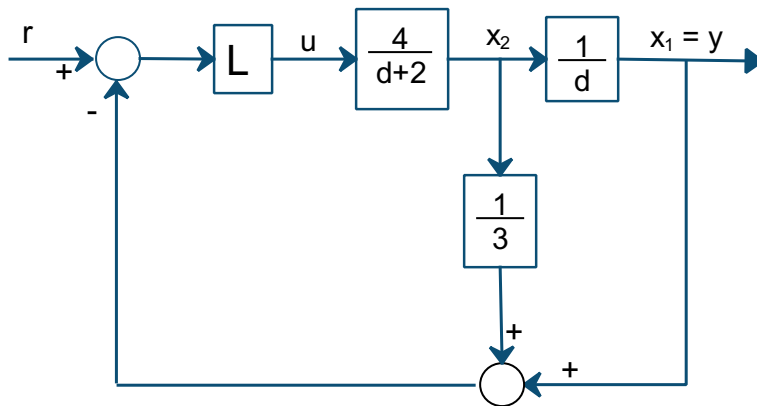 r
+
-
L
u
4
d+2
x₂
1
d
x₁ = y
1
3
+
+